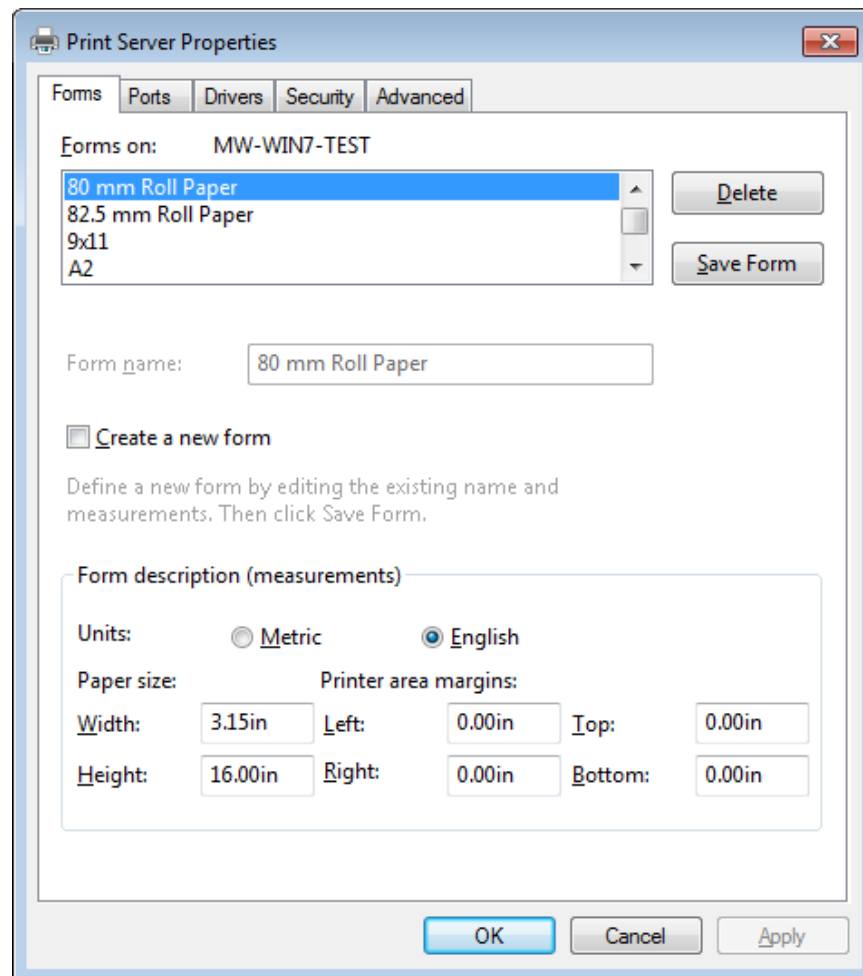 Print Server Properties
Forms Ports Drivers Security Advanced
Forms on: MW-WIN7-TEST
80 mm Roll Paper
82.5 mm Roll Paper
9x11
A2
Delete
Save Form
Form name: 80 mm Roll Paper
Create a new form
Define a new form by editing the existing name and
measurements. Then click Save Form.
Form description (measurements)
Units: Metric English
Paper size: Printer area margins:
Width: 3.15in Left: 0.00in Top: 0.00in
Height: 16.00in Right: 0.00in Bottom: 0.00in
OK Cancel Apply